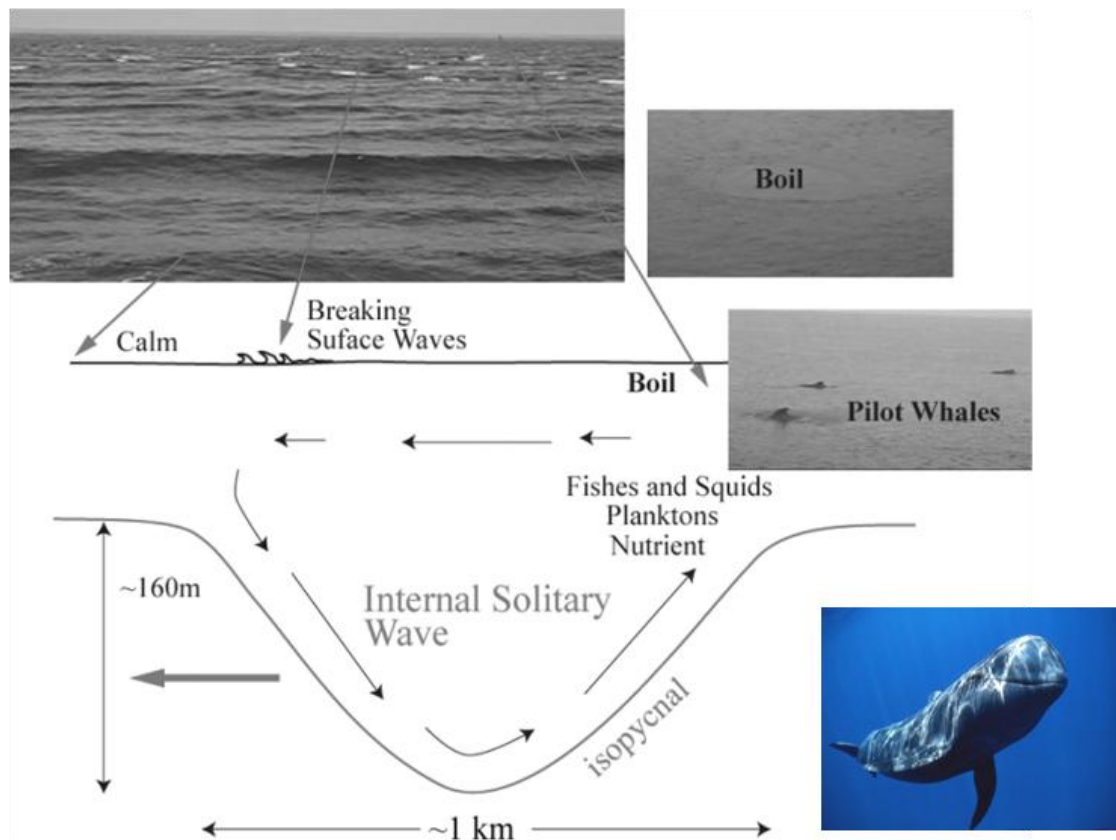 Boil
Breaking
Suface Waves
Calm
Boil
Pilot Whales
Fishes and Squids
Planktons
Nutrient
~160m
Internal Solitary
Wave
isopycnal
~1 km